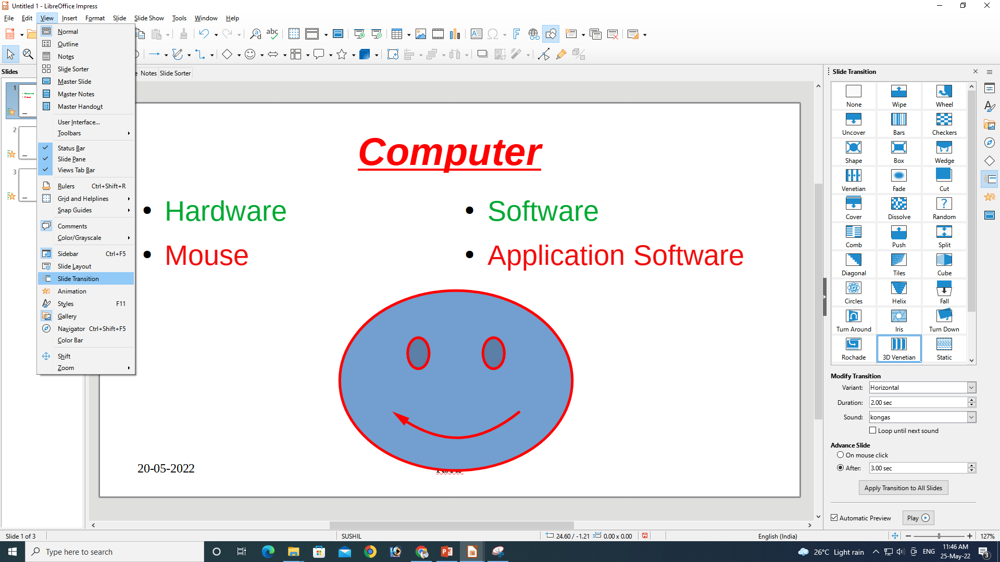 Untitled 1 - LibreOffice Impress
File Edit View Insert Format Slide Slide Show Tools Window Help
Normal
Outline
Notes
Slide Sorter
Master Slide
Master Notes
Master Handout
User Interface...
Toolbars
Status Bar
Slide Pane
Views Tab Bar
Rulers Ctrl+Shift+R
Grid and Helplines
Snap Guides
Comments
Color/Grayscale
Sidebar Ctrl+F5
Slide Layout
Slide Transition
Animation
Styles F11
Gallery
Navigator Ctrl+Shift+F5
Color Bar
Shift
Zoom
Slides
1
2
3
e Notes Slide Sorter
Computer
• Hardware
• Mouse
• Software
• Application Software
20-05-2022
Slide Transition
None Wipe Wheel
Uncover Bars Checkers
Shape Box Wedge
Venetian Fade Cut
Cover Dissolve Random
Comb Push Split
Diagonal Tiles Cube
Circles Helix Fall
Turn Around Iris Turn Down
Rochade 3D Venetian Static
Modify Transition
Variant: Horizontal
Duration: 2.00 sec
Sound: kongas
Loop until next sound
Advance Slide
On mouse click
After: 3.00 sec
Apply Transition to All Slides
Automatic Preview Play
Slide 1 of 3 SUSHIL 24.60 / -1.21 0.00 x 0.00 English (India) 127%
Type here to search
26°C Light rain ENG
11:46 AM
25-May-22
3